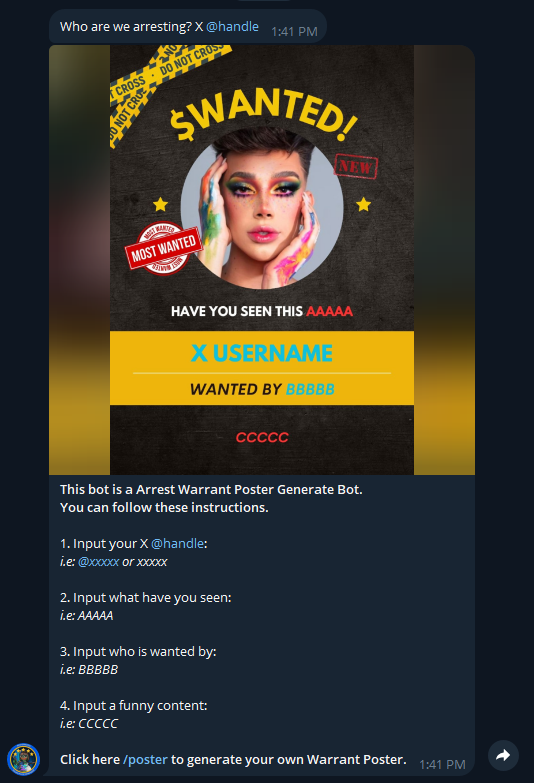 Who are we arresting? X @handle 1:41 PM
T CROSS DO NOT CROSS
DO NOT CROSS
$WANTED!
NEW
MOST WANTED
MOST WANTED
MOST WANTED
HAVE YOU SEEN THIS AAAAA
X USERNAME
WANTED BY BBBBB
CCCCC
This bot is a Arrest Warrant Poster Generate Bot.
You can follow these instructions.
1. Input your X @handle:
i.e: @xxxxx or xxxxx
2. Input what have you seen:
i.e: AAAAA
3. Input who is wanted by:
i.e: BBBBB
4. Input a funny content:
i.e: CCCCC
Click here /poster to generate your own Warrant Poster. 1:41 PM